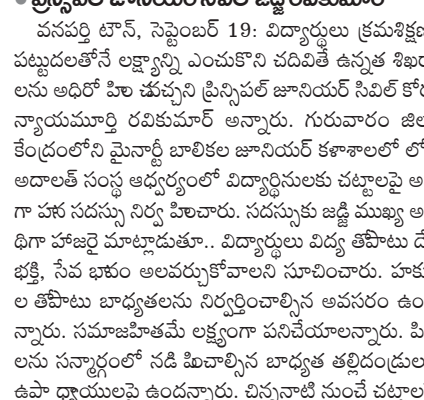 వనపర్తి టౌన్, సెప్టెంబర్ 19: విద్యార్థులు క్రమశిక్షణ
పట్టుదలతోనే లక్ష్యాన్ని ఎంచుకొని చదివితే ఉన్నత శిఖర
లను అధిరో హించ వచ్చని ప్రిన్సిపల్ జూనియర్ సివిల్ కోర్
న్యాయమూర్తి రవికుమార్ అన్నారు. గురువారం జిల
కేంద్రంలోని మైనార్టీ బాలికల జూనియర్ కళాశాలలో లో
అదాలత్ సంస్థ ఆధ్వర్యంలో విద్యార్థినులకు చట్టాలపై అ
గా హన సదస్సు నిర్వ హించారు. సదస్సుకు జడ్జి ముఖ్య అ
థిగా హాజరై మాట్లాడుతూ.. విద్యార్థులు విద్య తోపాటు దే
భక్తి, సేవ భావం అలవర్చుకోవాలని సూచించారు. హకు
ల తోపాటు బాధ్యతలను నిర్వర్తించాల్సిన అవసరం ఉం
న్నారు. సమాజహితమే లక్ష్యంగా పనిచేయాలన్నారు. పి
లను సన్మార్గంలో నడి పించాల్సిన బాధ్యత తల్లిదండ్రుల
ఉపా ధ్యాయులపై ఉందన్నారు. చిన్ననాటి నుంచే చట్టాల